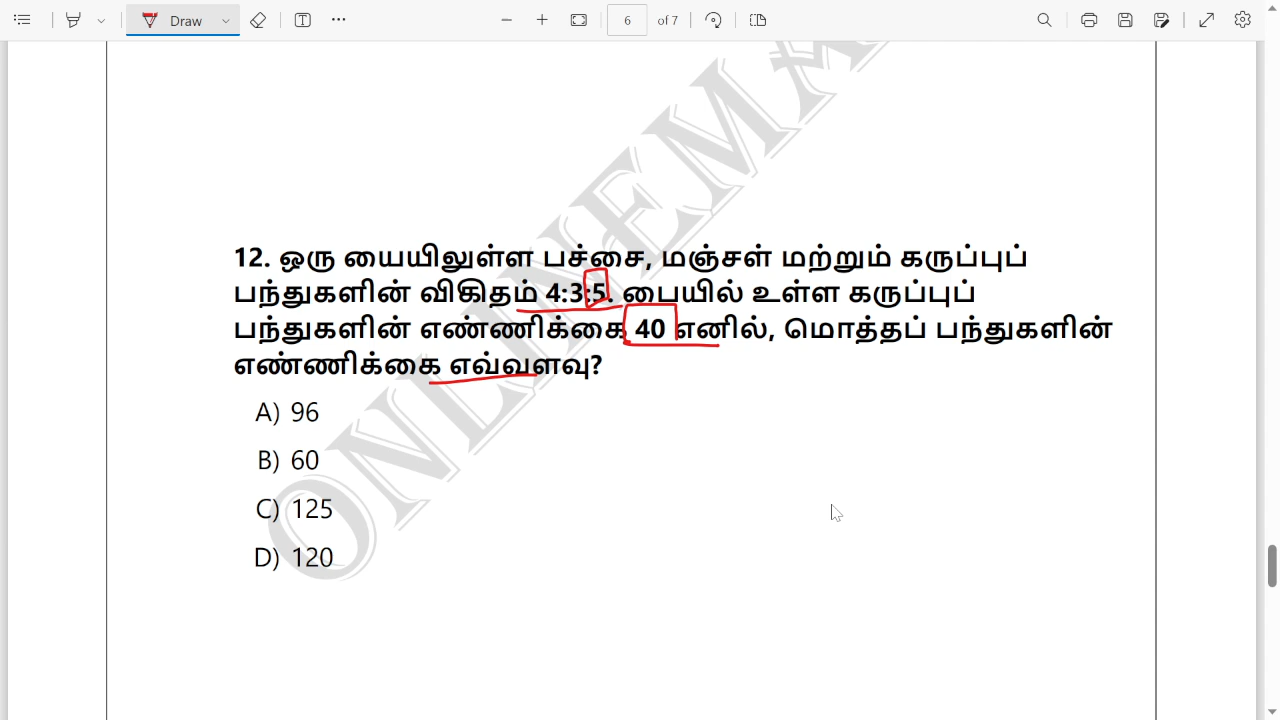 Draw
6 of 7
ONLINEMA
12. ஒரு பையிலுள்ள பச்சை, மஞ்சள் மற்றும் கருப்புப்
பந்துகளின் விகிதம் 4:3:5. பையில் உள்ள கருப்புப்
பந்துகளின் எண்ணிக்கை 40 எனில், மொத்தப் பந்துகளின்
எண்ணிக்கை எவ்வளவு?
A) 96
B) 60
C) 125
D) 120